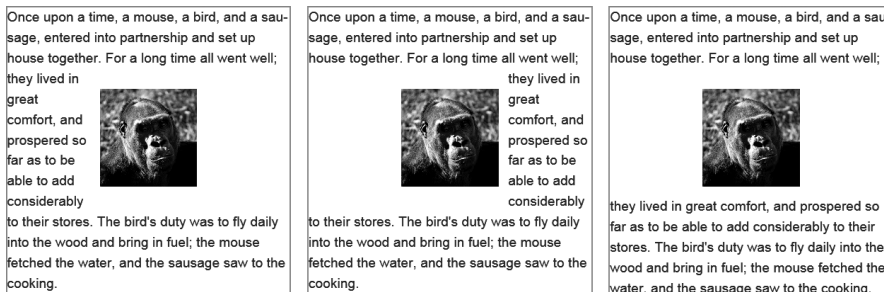 Once upon a time, a mouse, a bird, and a sau-
sage, entered into partnership and set up
house together. For a long time all went well;
they lived in
great
comfort, and
prospered so
far as to be
able to add
considerably
to their stores. The bird's duty was to fly daily
into the wood and bring in fuel; the mouse
fetched the water, and the sausage saw to the
cooking.
Once upon a time, a mouse, a bird, and a sau-
sage, entered into partnership and set up
house together. For a long time all went well;
they lived in
great
comfort, and
prospered so
far as to be
able to add
considerably
to their stores. The bird's duty was to fly daily
into the wood and bring in fuel; the mouse
fetched the water, and the sausage saw to the
cooking.
Once upon a time, a mouse, a bird, and a sau
sage, entered into partnership and set up
house together. For a long time all went well;
they lived in great comfort, and prospered so
far as to be able to add considerably to their
stores. The bird's duty was to fly daily into the
wood and bring in fuel; the mouse fetched the
water, and the sausage saw to the cooking.